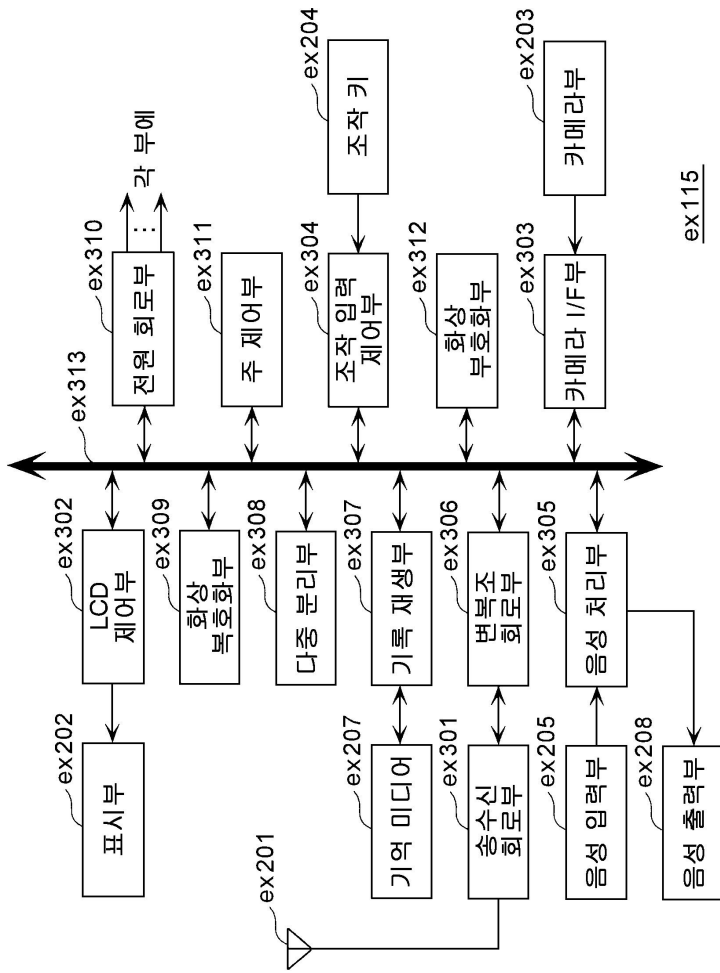 ex202
표시부
ex302
LCD
제어부
ex313
ex310
전원 회로부
...
각 부에
ex309
화상
복호화부
ex311
주 제어부
ex201
ex308
다중 분리부
ex304
조작 입력
제어부
ex204
조작 키
ex207
기억 미디어
ex307
기록 재생부
ex312
화상
부호화부
ex301
송수신
회로부
ex306
변복조
회로부
ex303
카메라 I/F부
ex203
카메라부
ex205
음성 입력부
ex305
음성 처리부
ex208
음성 출력부
ex115